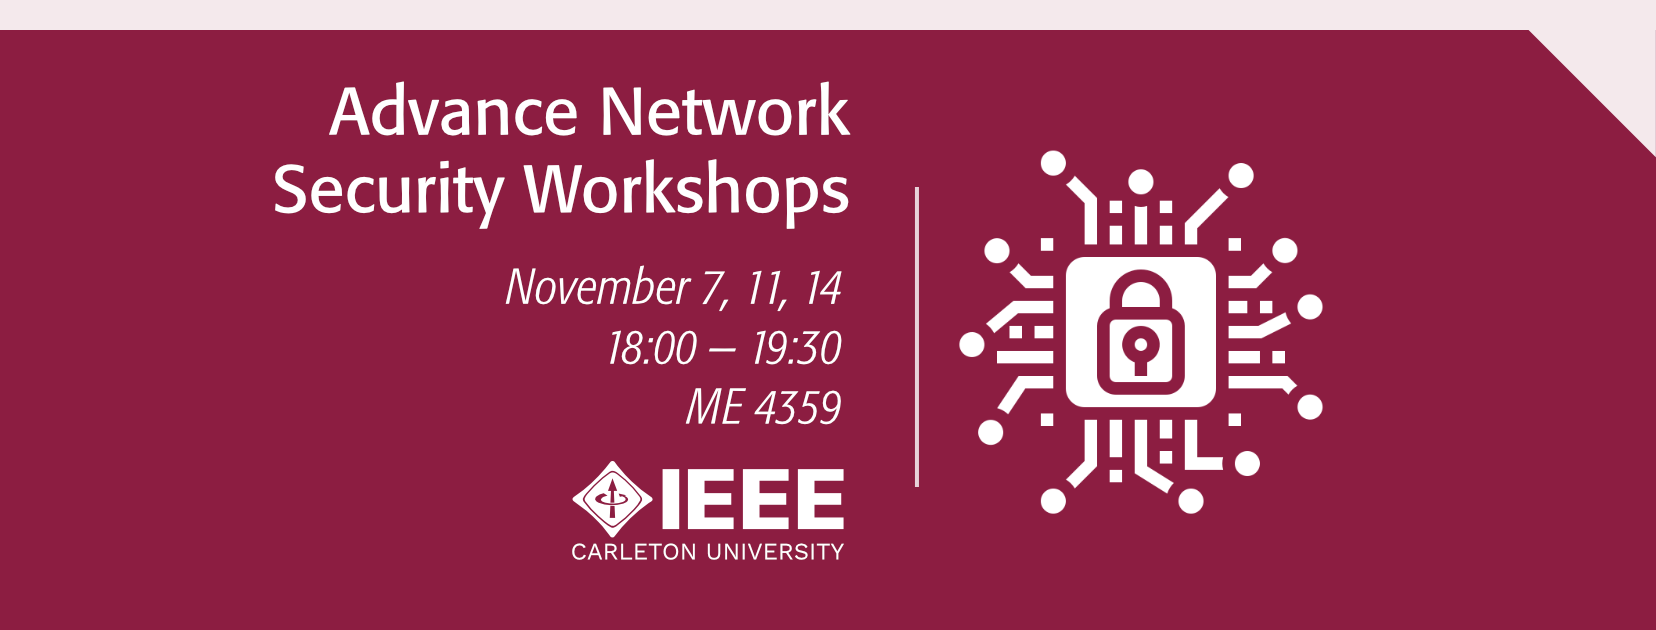 Advance Network
Security Workshops
November 7, 11, 14
18:00 – 19:30
ME 4359
IEEE
CARLETON UNIVERSITY